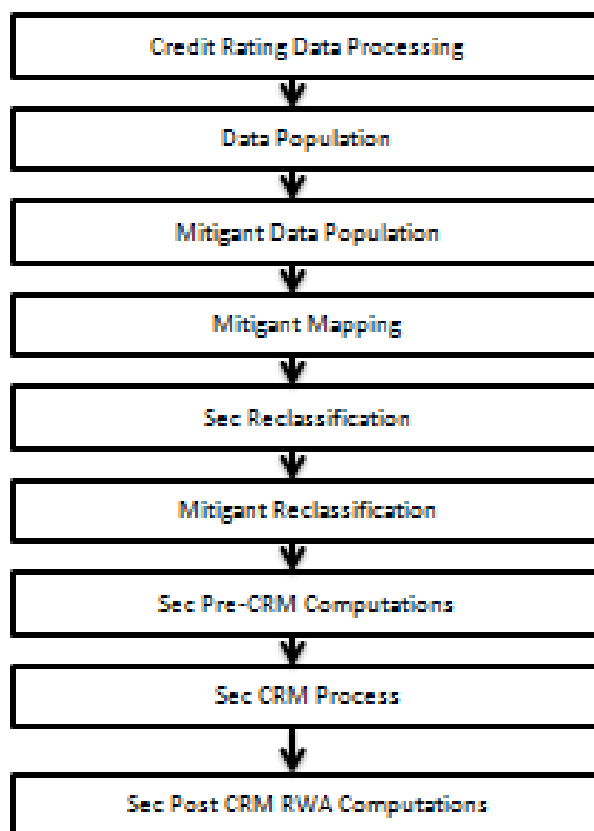 Credit Rating Data Processing
Data Population
Mitigant Data Population
Mitigant Mapping
Sec Reclassification
Mitigant Reclassification
Sec Pre-CRM Computations
Sec CRM Process
Sec Post CRM RWA Computations